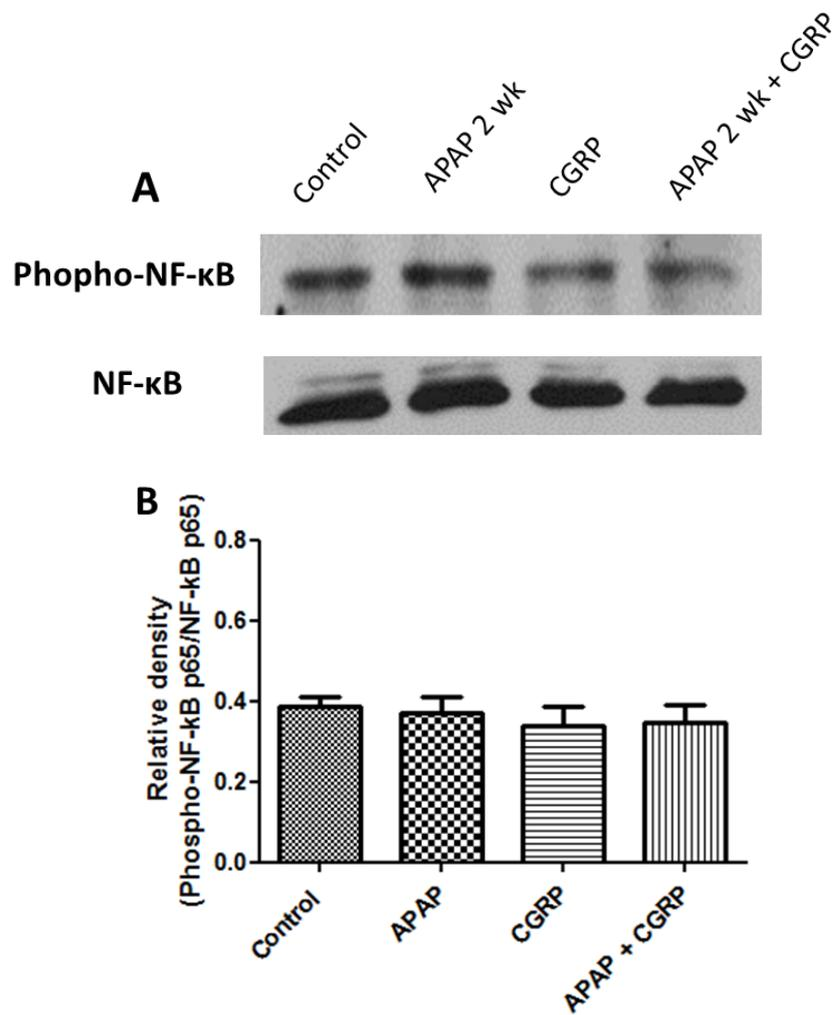 Control
APAP 2 wk
CGRP
APAP 2 wk + CGRP
A
Phopho-NF-κB
NF-κB
B
Relative density
(Phospho-NF-kB p65/NF-kB p65)
0.8
0.6
0.4
0.2
0.0
Control
APAP
CGRP
APAP + CGRP